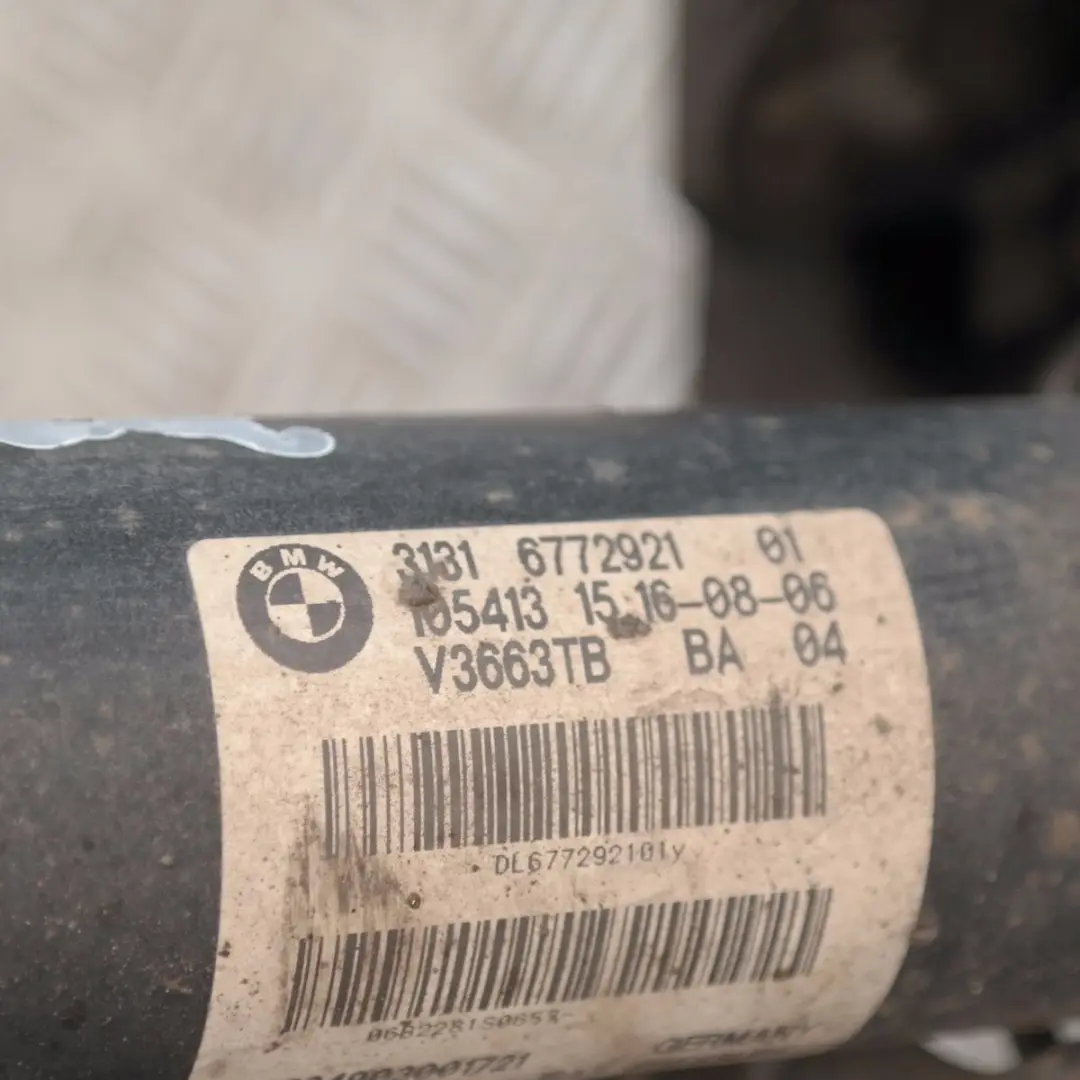 BMW
3131 6772921 01
105413 15.16-08-06
V3663TB BA 04
DL677292101y
GERMANY